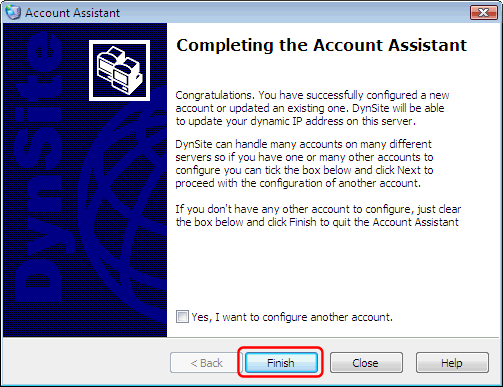 Account Assistant
DynSite
Completing the Account Assistant
Congratulations. You have successfully configured a new
account or updated an existing one. DynSite will be able
to update your dynamic IP address on this server.
DynSite can handle many accounts on many different
servers so if you have one or many other accounts to
configure you can tick the box below and click Next to
proceed with the configuration of another account.
If you don't have any other account to configure, just clear
the box below and click Finish to quit the Account Assistant
Yes, I want to configure another account.
< Back
Finish
Close
Help